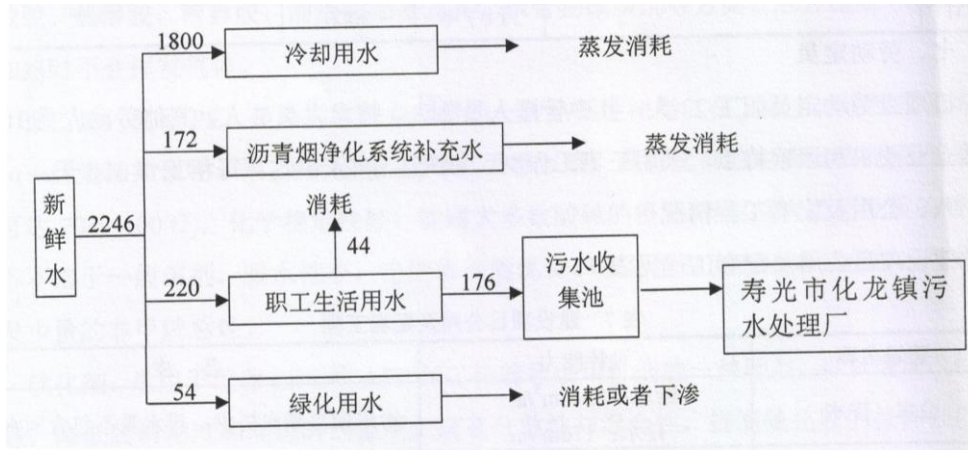 1800
冷却用水
蒸发消耗
172
沥青烟净化系统补充水
蒸发消耗
新鲜水
2246
消耗
44
220
职工生活用水
176
污水收
集池
寿光市化龙镇污
水处理厂
54
绿化用水
消耗或者下渗